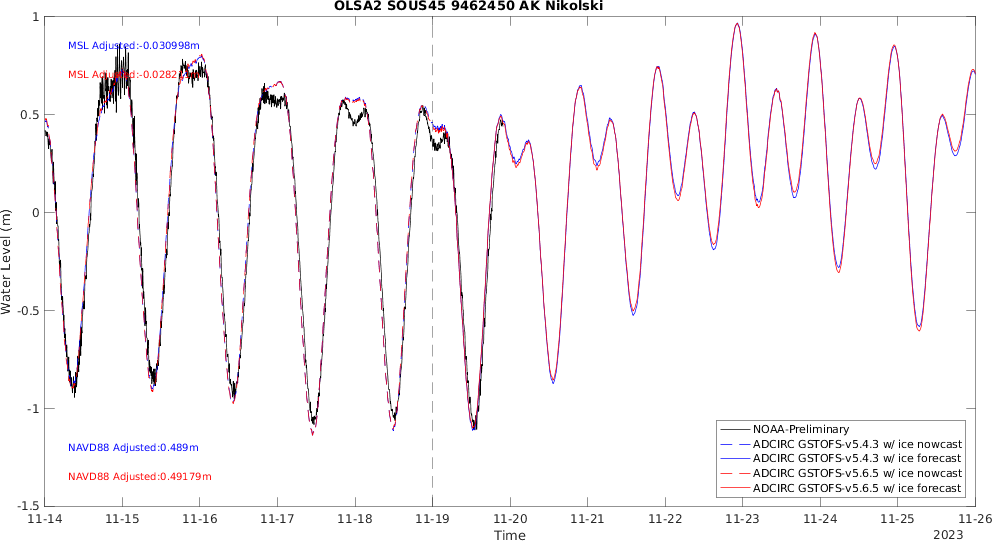 OLSA2 SOUS45 9462450 AK Nikolski
MSL Adjusted:-0.030998m
MSL Adjusted:-0.0282
NAVD88 Adjusted:0.489m
NAVD88 Adjusted:0.49179m
Water Level (m)
1
0.5
0
-0.5
-1
-1.5
NOAA-Preliminary
ADCIRC GSTOFS-v5.4.3 w/ ice nowcast
ADCIRC GSTOFS-v5.4.3 w/ ice forecast
ADCIRC GSTOFS-v5.6.5 w/ ice nowcast
ADCIRC GSTOFS-v5.6.5 w/ ice forecast
11-14 11-15 11-16 11-17 11-18 11-19 11-20 11-21 11-22 11-23 11-24 11-25 11-26
Time
2023